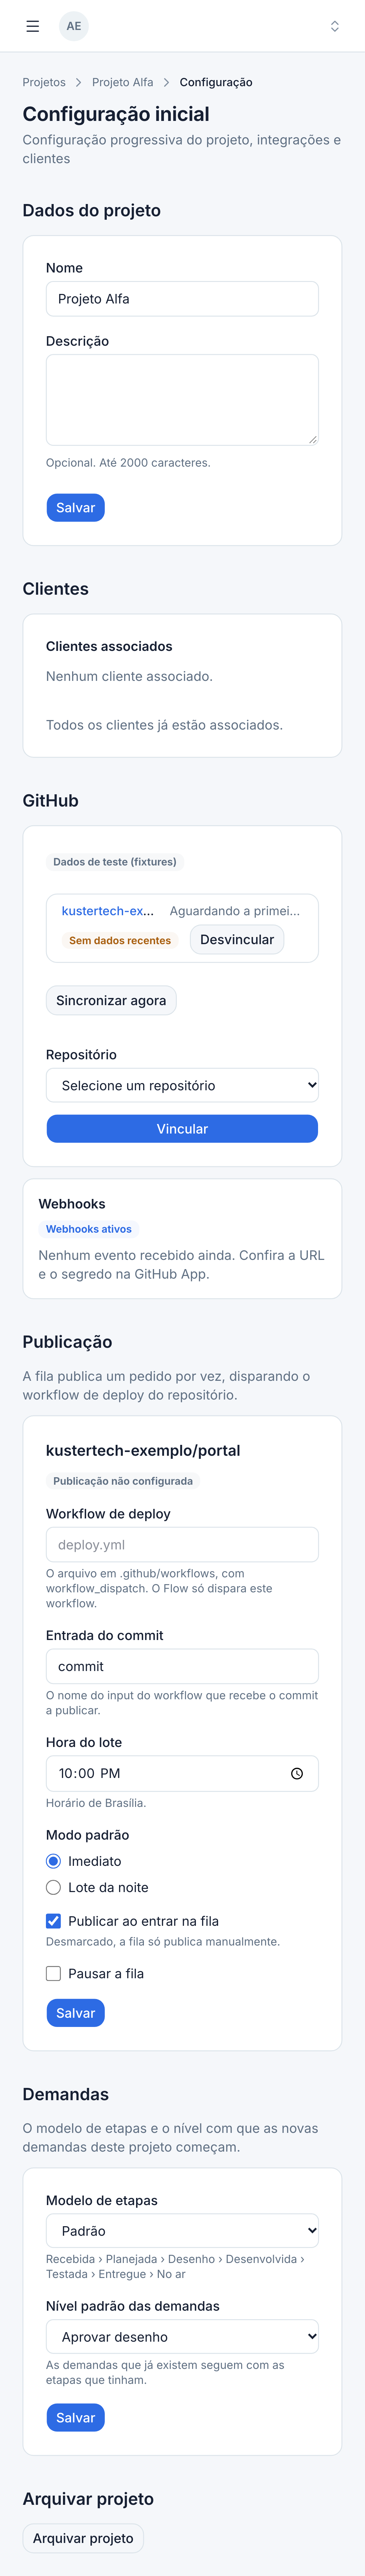 AE
Projetos > Projeto Alfa > Configuração
Configuração inicial
Configuração progressiva do projeto, integrações e
clientes
Dados do projeto
Nome
Projeto Alfa
Descrição
Opcional. Até 2000 caracteres.
Salvar
Clientes
Clientes associados
Nenhum cliente associado.
Todos os clientes já estão associados.
GitHub
Dados de teste (fixtures)
kustertech-ex... Aguardando a primei...
Sem dados recentes Desvincular
Sincronizar agora
Repositório
Selecione um repositório
Vincular
Webhooks
Webhooks ativos
Nenhum evento recebido ainda. Confira a URL
e o segredo na GitHub App.
Publicação
A fila publica um pedido por vez, disparando o
workflow de deploy do repositório.
kustertech-exemplo/portal
Publicação não configurada
Workflow de deploy
deploy.yml
O arquivo em .github/workflows, com
workflow_dispatch. O Flow só dispara este
workflow.
Entrada do commit
commit
O nome do input do workflow que recebe o commit
a publicar.
Hora do lote
10:00 PM
Horário de Brasília.
Modo padrão
Imediato
Lote da noite
Publicar ao entrar na fila
Desmarcado, a fila só publica manualmente.
Pausar a fila
Salvar
Demandas
O modelo de etapas e o nível com que as novas
demandas deste projeto começam.
Modelo de etapas
Padrão
Recebida › Planejada › Desenho › Desenvolvida ›
Testada › Entregue › No ar
Nível padrão das demandas
Aprovar desenho
As demandas que já existem seguem com as
etapas que tinham.
Salvar
Arquivar projeto
Arquivar projeto